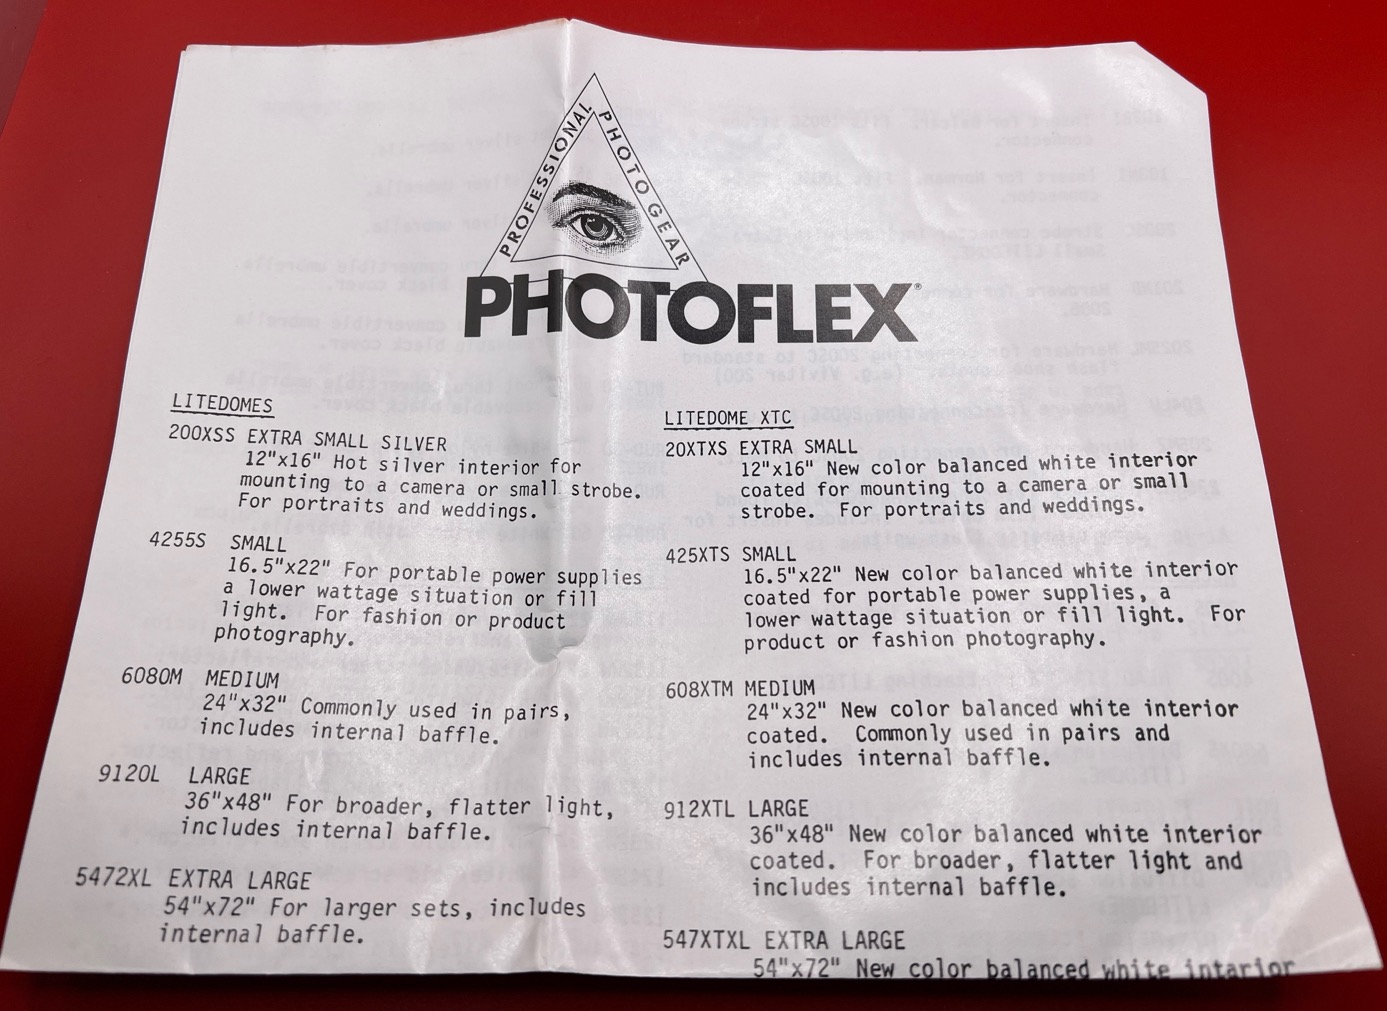 PROFESSIONAL PHOTO GEAR
PHOTOFLEX®
LITEDOMES
200XSS EXTRA SMALL SILVER
12"x16" Hot silver interior for
mounting to a camera or small strobe.
For portraits and weddings.
4255S SMALL
16.5"x22" For portable power supplies
a lower wattage situation or fill
light. For fashion or product
photography.
6080M MEDIUM
24"x32" Commonly used in pairs,
includes internal baffle.
9120L LARGE
36"x48" For broader, flatter light,
includes internal baffle.
5472XL EXTRA LARGE
54"x72" For larger sets, includes
internal baffle.
LITEDOME XTC
20XTXS EXTRA SMALL
12"x16" New color balanced white interior
coated for mounting to a camera or small
strobe. For portraits and weddings.
425XTS SMALL
16.5"x22" New color balanced white interior
coated for portable power supplies, a
lower wattage situation or fill light. For
product or fashion photography.
608XTM MEDIUM
24"x32" New color balanced white interior
coated. Commonly used in pairs and
includes internal baffle.
912XTL LARGE
36"x48" New color balanced white interior
coated. For broader, flatter light and
includes internal baffle.
547XTXL EXTRA LARGE
54"x72" New color balanced white interior